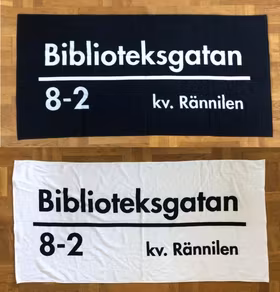 Biblioteksgatan
8-2 kv. Rännilen
Biblioteksgatan
8-2 kv. Rännilen